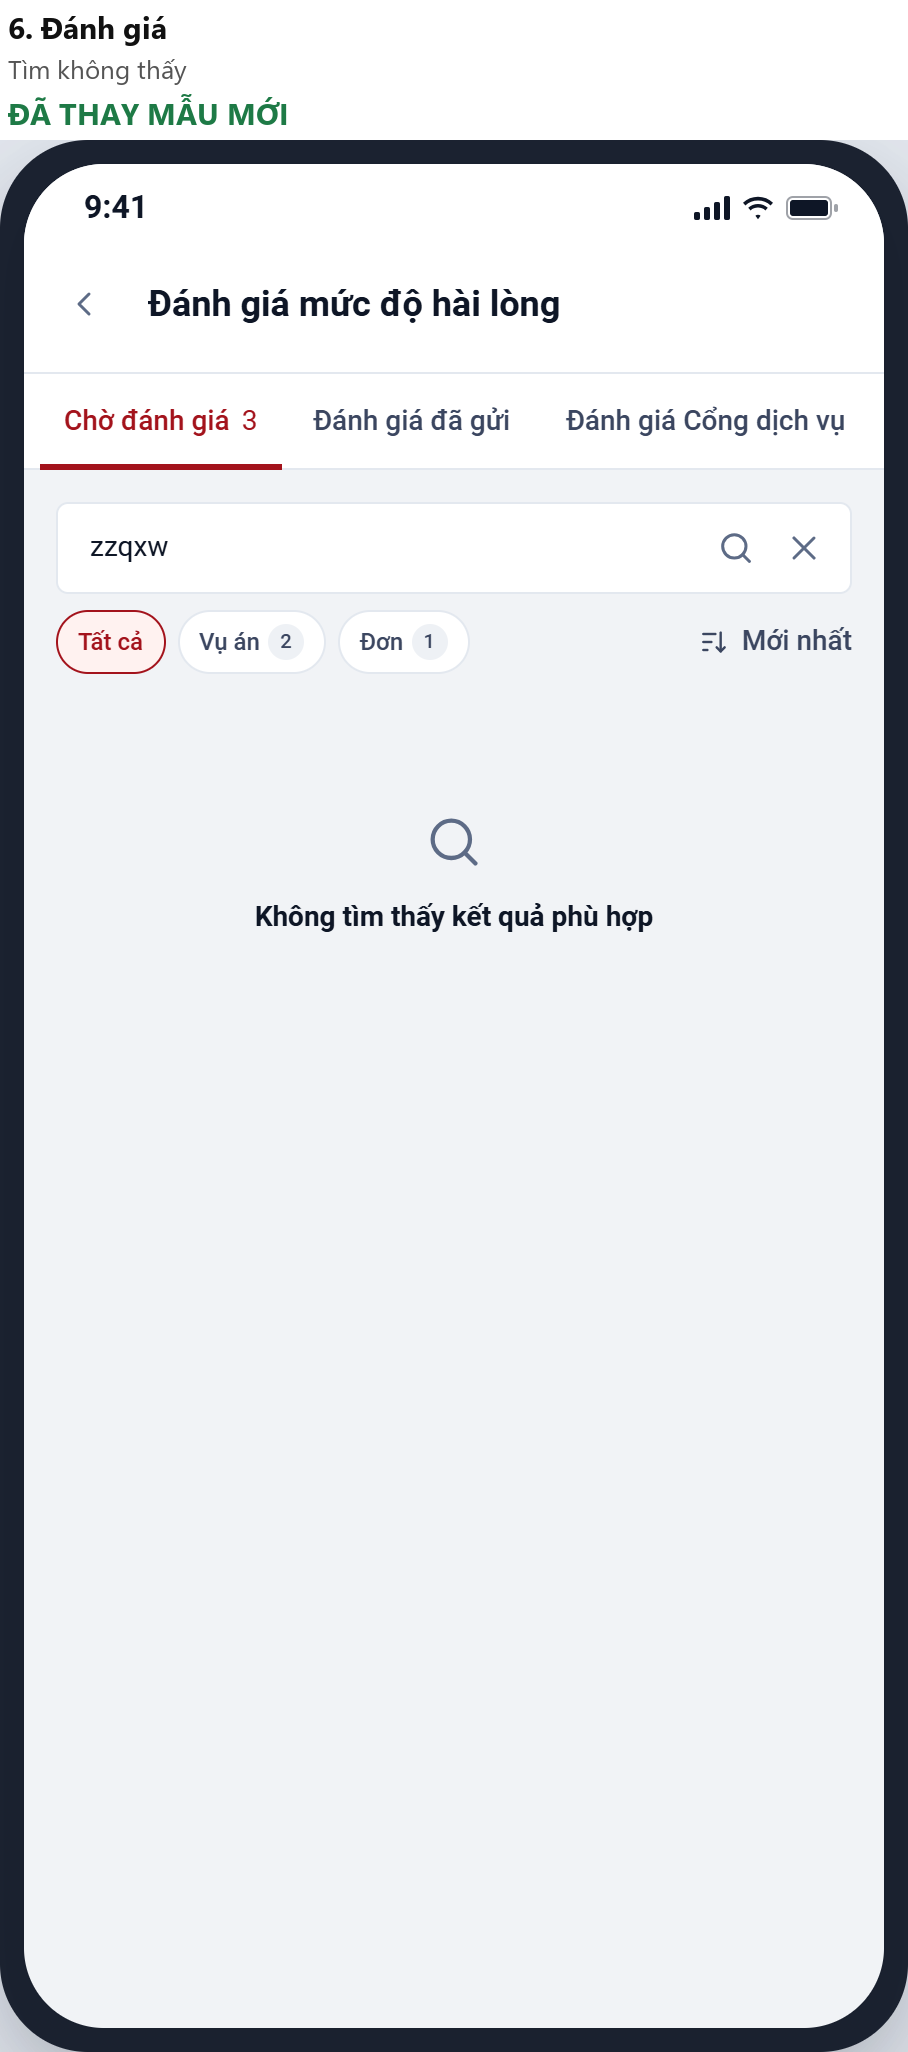 6. Đánh giá
Tìm không thấy
ĐÃ THAY MẪU MỚI
9:41
Đánh giá mức độ hài lòng
Chờ đánh giá 3 Đánh giá đã gửi Đánh giá Cổng dịch vụ
zzqxw
Tất cả Vụ án 2 Đơn 1 Mới nhất
Không tìm thấy kết quả phù hợp